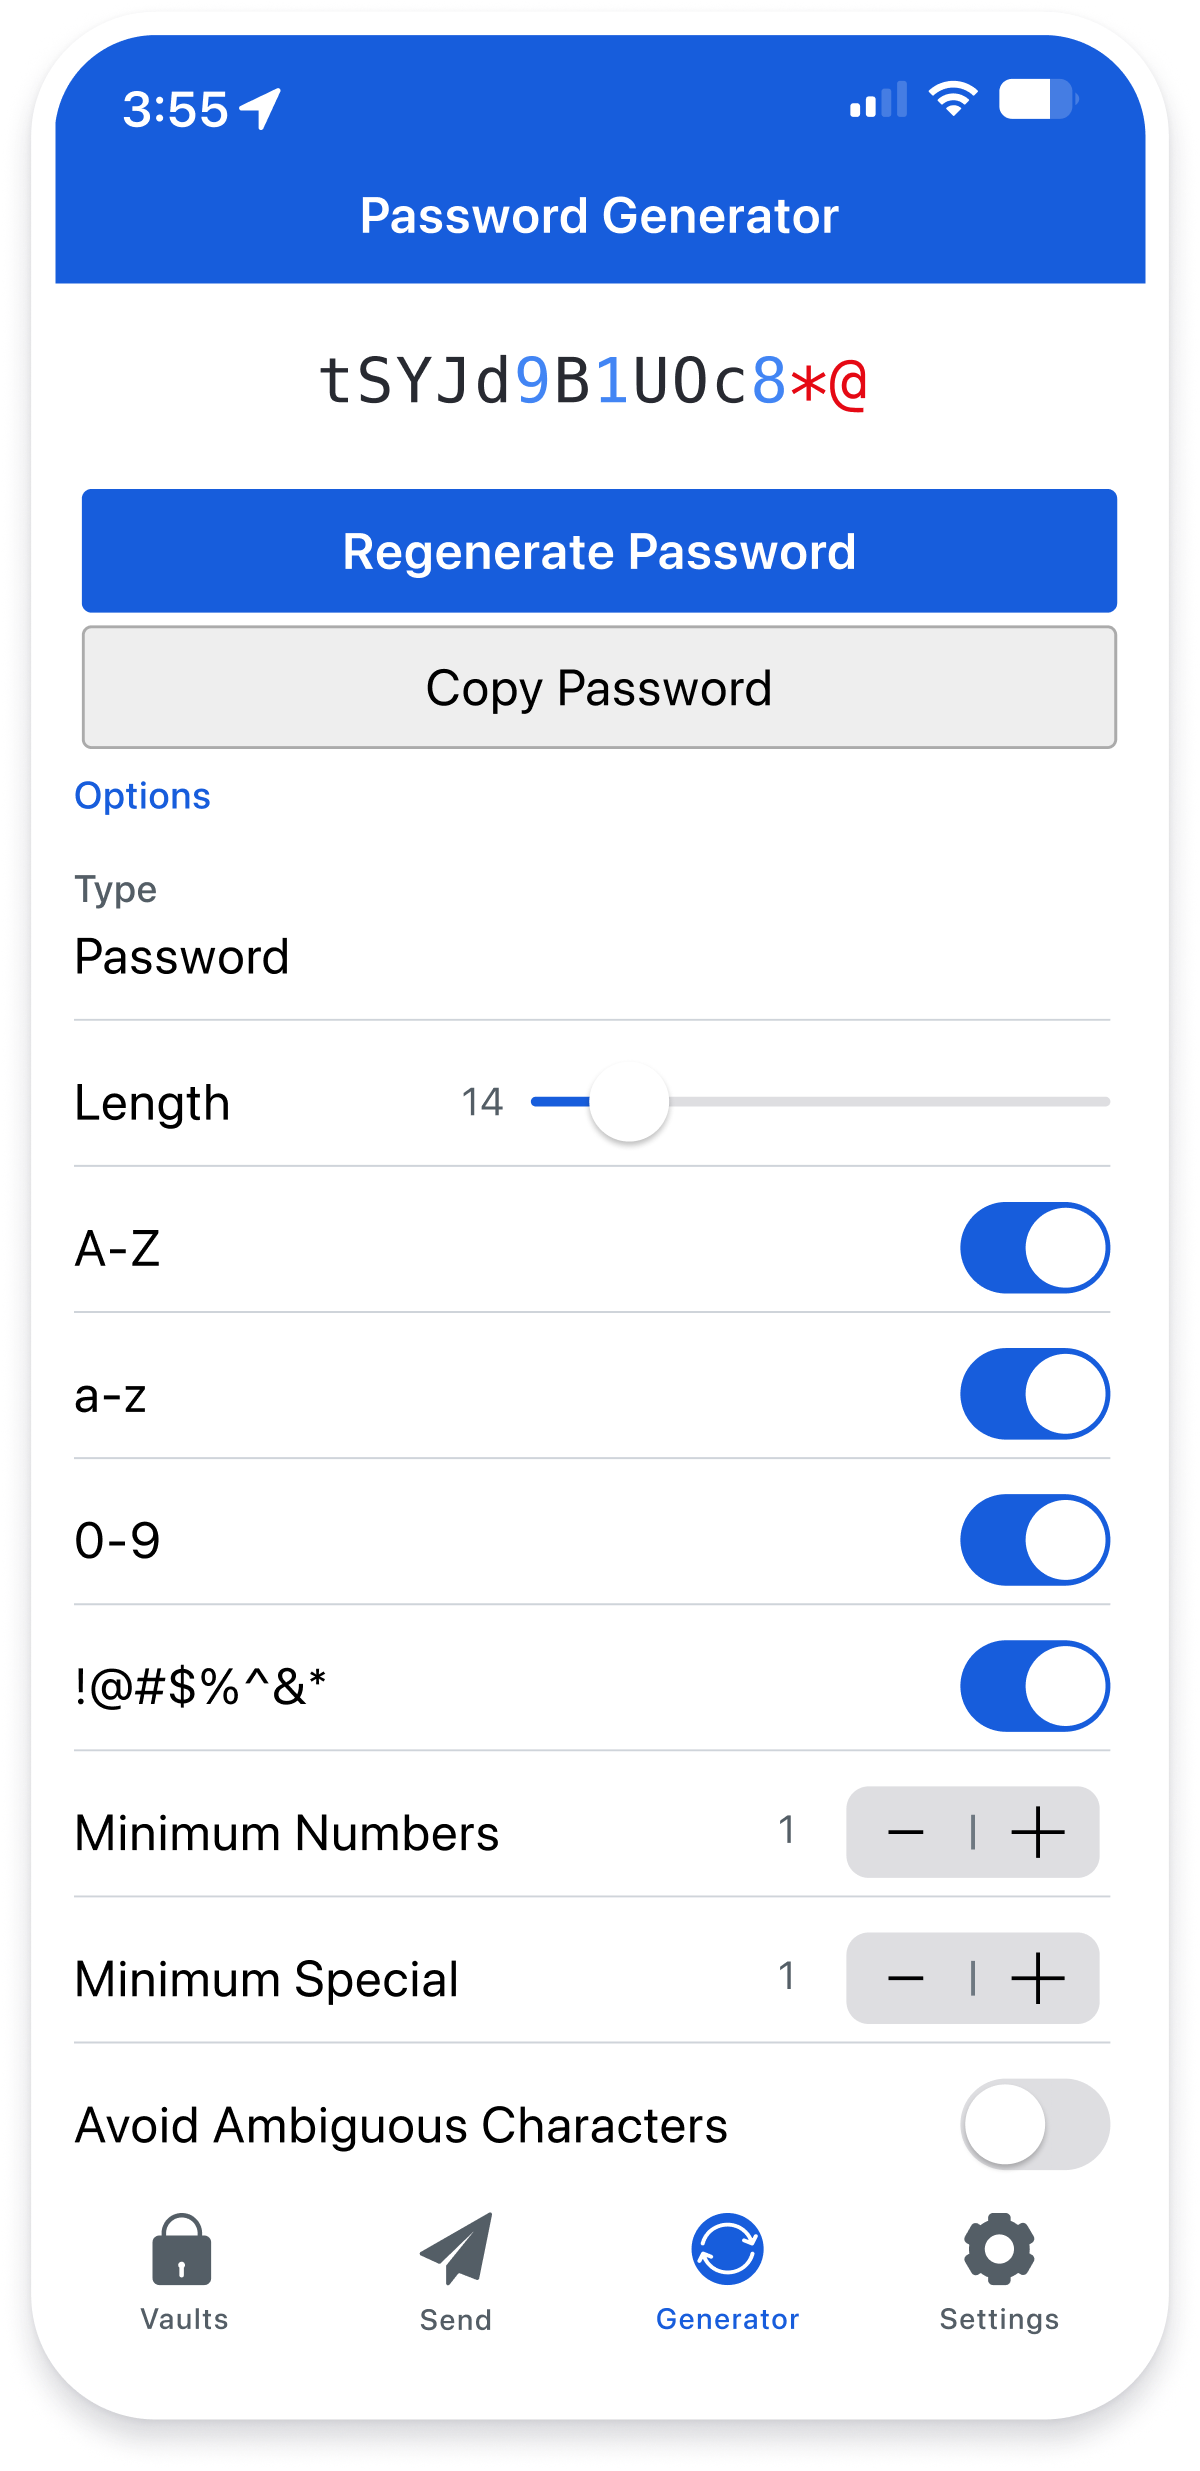 3:55
Password Generator
tSYJd9B1UOc8*@
Regenerate Password
Copy Password
Options
Type
Password
Length 14
A-Z
a-z
0-9
!@#$%^&*
Minimum Numbers 1
Minimum Special 1
Avoid Ambiguous Characters
Vaults Send Generator Settings